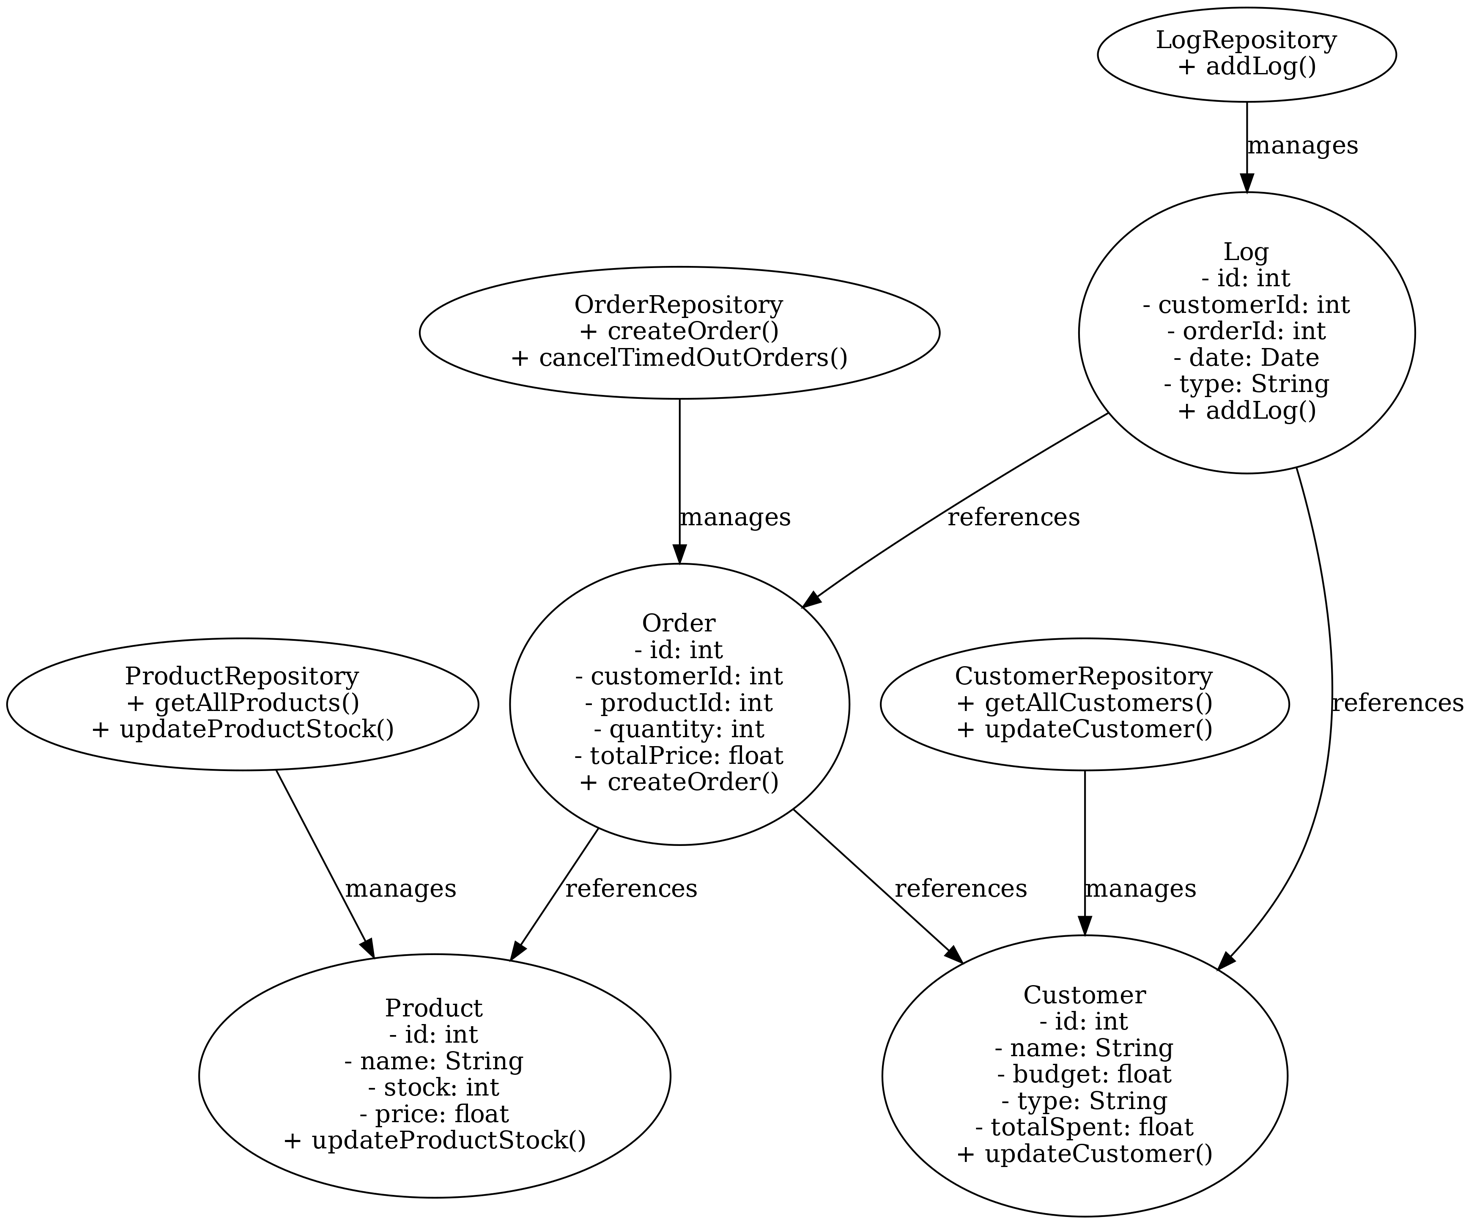 LogRepository
+ addLog()
manages
Log
- id: int
- customerId: int
- orderId: int
- date: Date
- type: String
+ addLog()
OrderRepository
+ createOrder()
+ cancelTimedOutOrders()
manages
references
Order
- id: int
- customerId: int
- productId: int
- quantity: int
- totalPrice: float
+ createOrder()
ProductRepository
+ getAllProducts()
+ updateProductStock()
CustomerRepository
+ getAllCustomers()
+ updateCustomer()
references
manages
references
references
manages
Product
- id: int
- name: String
- stock: int
- price: float
+ updateProductStock()
Customer
- id: int
- name: String
- budget: float
- type: String
- totalSpent: float
+ updateCustomer()